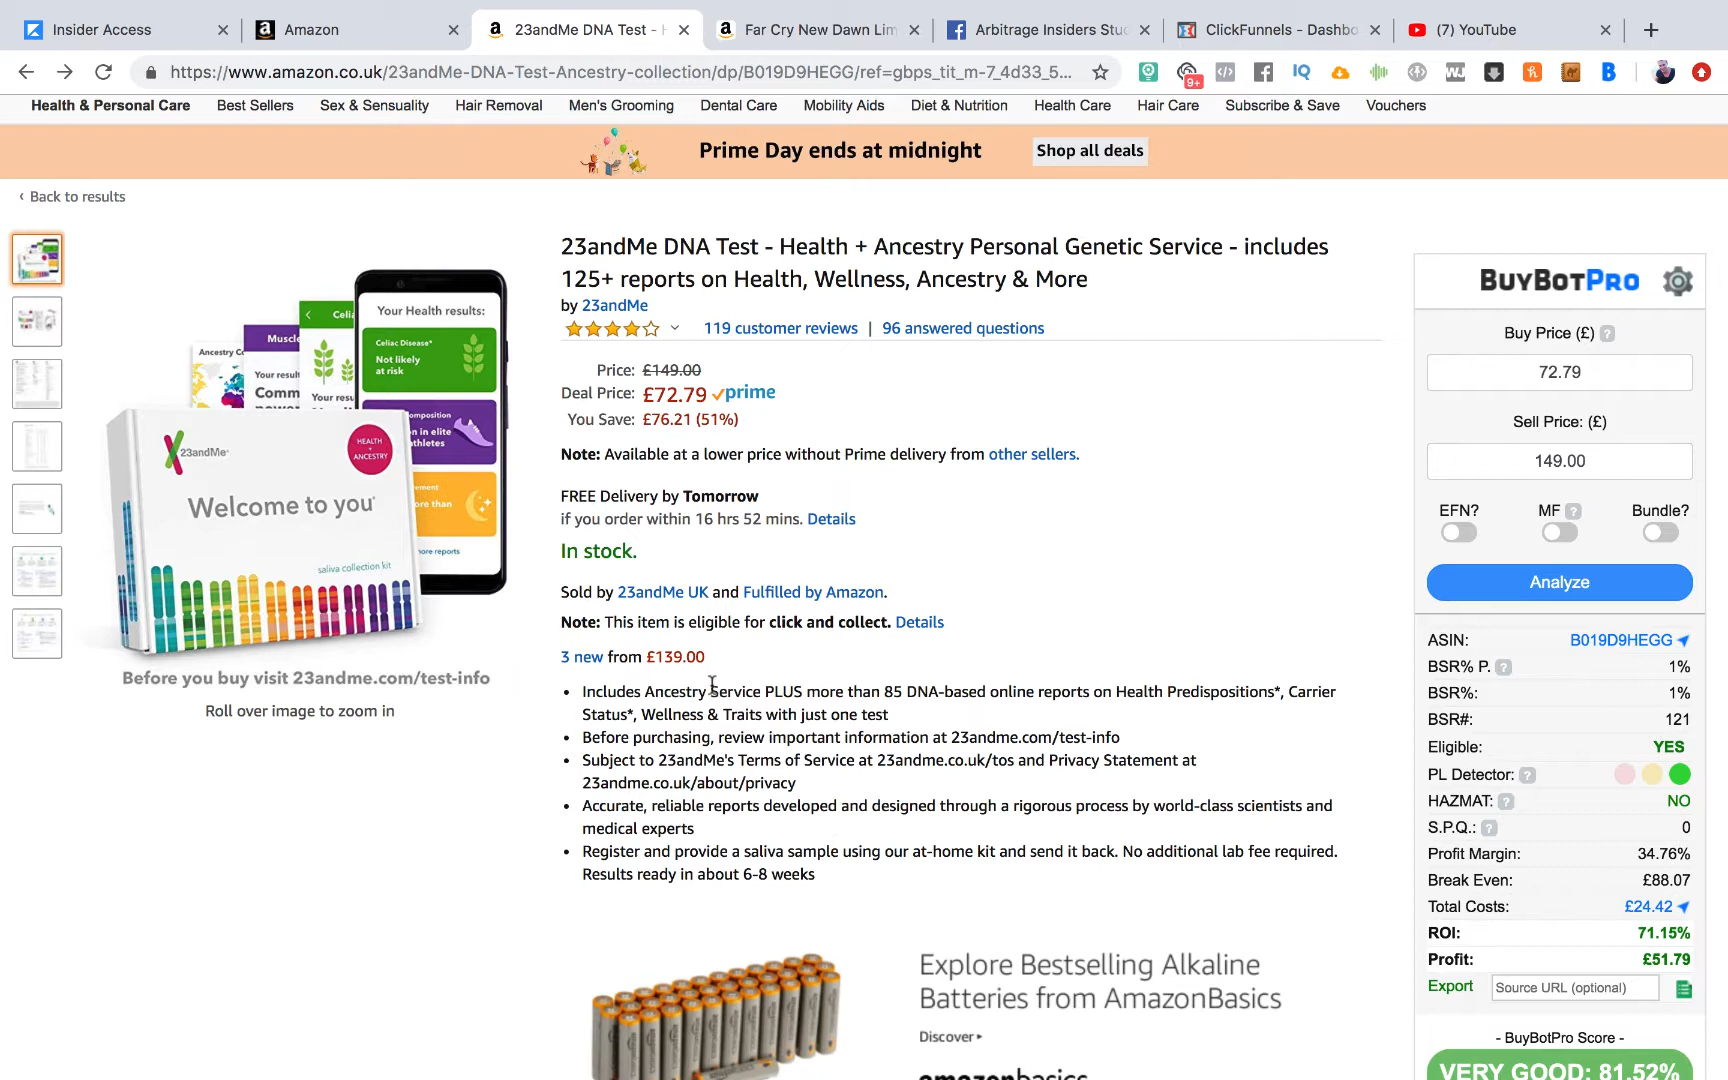 Insider Access
Amazon
23andMe DNA Test - H
Far Cry New Dawn Lim
Arbitrage Insiders Stud
ClickFunnels - Dashbo
(7) YouTube
https://www.amazon.co.uk/23andMe-DNA-Test-Ancestry-collection/dp/B019D9HEGG/ref=gbps_tit_m-7_4d33_5...
9+
IQ
WJ
B
Health & Personal Care
Best Sellers
Sex & Sensuality
Hair Removal
Men's Grooming
Dental Care
Mobility Aids
Diet & Nutrition
Health Care
Hair Care
Subscribe & Save
Vouchers
Prime Day ends at midnight
Shop all deals
‹ Back to results
Your Health results:
Celiac Disease*
Not likely
at risk
Ancestry Co
Muscle
Celia
Your resul
Comm
23andMe
HEALTH
+
ANCESTRY
Welcome to you
saliva collection kit
Before you buy visit 23andme.com/test-info
Roll over image to zoom in
23andMe DNA Test - Health + Ancestry Personal Genetic Service - includes
125+ reports on Health, Wellness, Ancestry & More
by 23andMe
119 customer reviews | 96 answered questions
Price: £149.00
Deal Price: £72.79 prime
You Save: £76.21 (51%)
Note: Available at a lower price without Prime delivery from other sellers.
FREE Delivery by Tomorrow
if you order within 16 hrs 52 mins. Details
In stock.
Sold by 23andMe UK and Fulfilled by Amazon.
Note: This item is eligible for click and collect. Details
3 new from £139.00
• Includes Ancestry Service PLUS more than 85 DNA-based online reports on Health Predispositions*, Carrier
Status*, Wellness & Traits with just one test
• Before purchasing, review important information at 23andme.com/test-info
• Subject to 23andMe's Terms of Service at 23andme.co.uk/tos and Privacy Statement at
23andme.co.uk/about/privacy
• Accurate, reliable reports developed and designed through a rigorous process by world-class scientists and
medical experts
• Register and provide a saliva sample using our at-home kit and send it back. No additional lab fee required.
Results ready in about 6-8 weeks
Explore Bestselling Alkaline
Batteries from AmazonBasics
Discover ▸
amazonbasics
BUYBOTPRO
Buy Price (£) ?
72.79
Sell Price: (£)
149.00
EFN? MF ? Bundle?
Analyze
ASIN: B019D9HEGG
BSR% P. ? 1%
BSR%: 1%
BSR#: 121
Eligible: YES
PL Detector: ?
HAZMAT: ? NO
S.P.Q.: ? 0
Profit Margin: 34.76%
Break Even: £88.07
Total Costs: £24.42
ROI: 71.15%
Profit: £51.79
Export Source URL (optional)
- BuyBotPro Score -
VERY GOOD: 81.52%